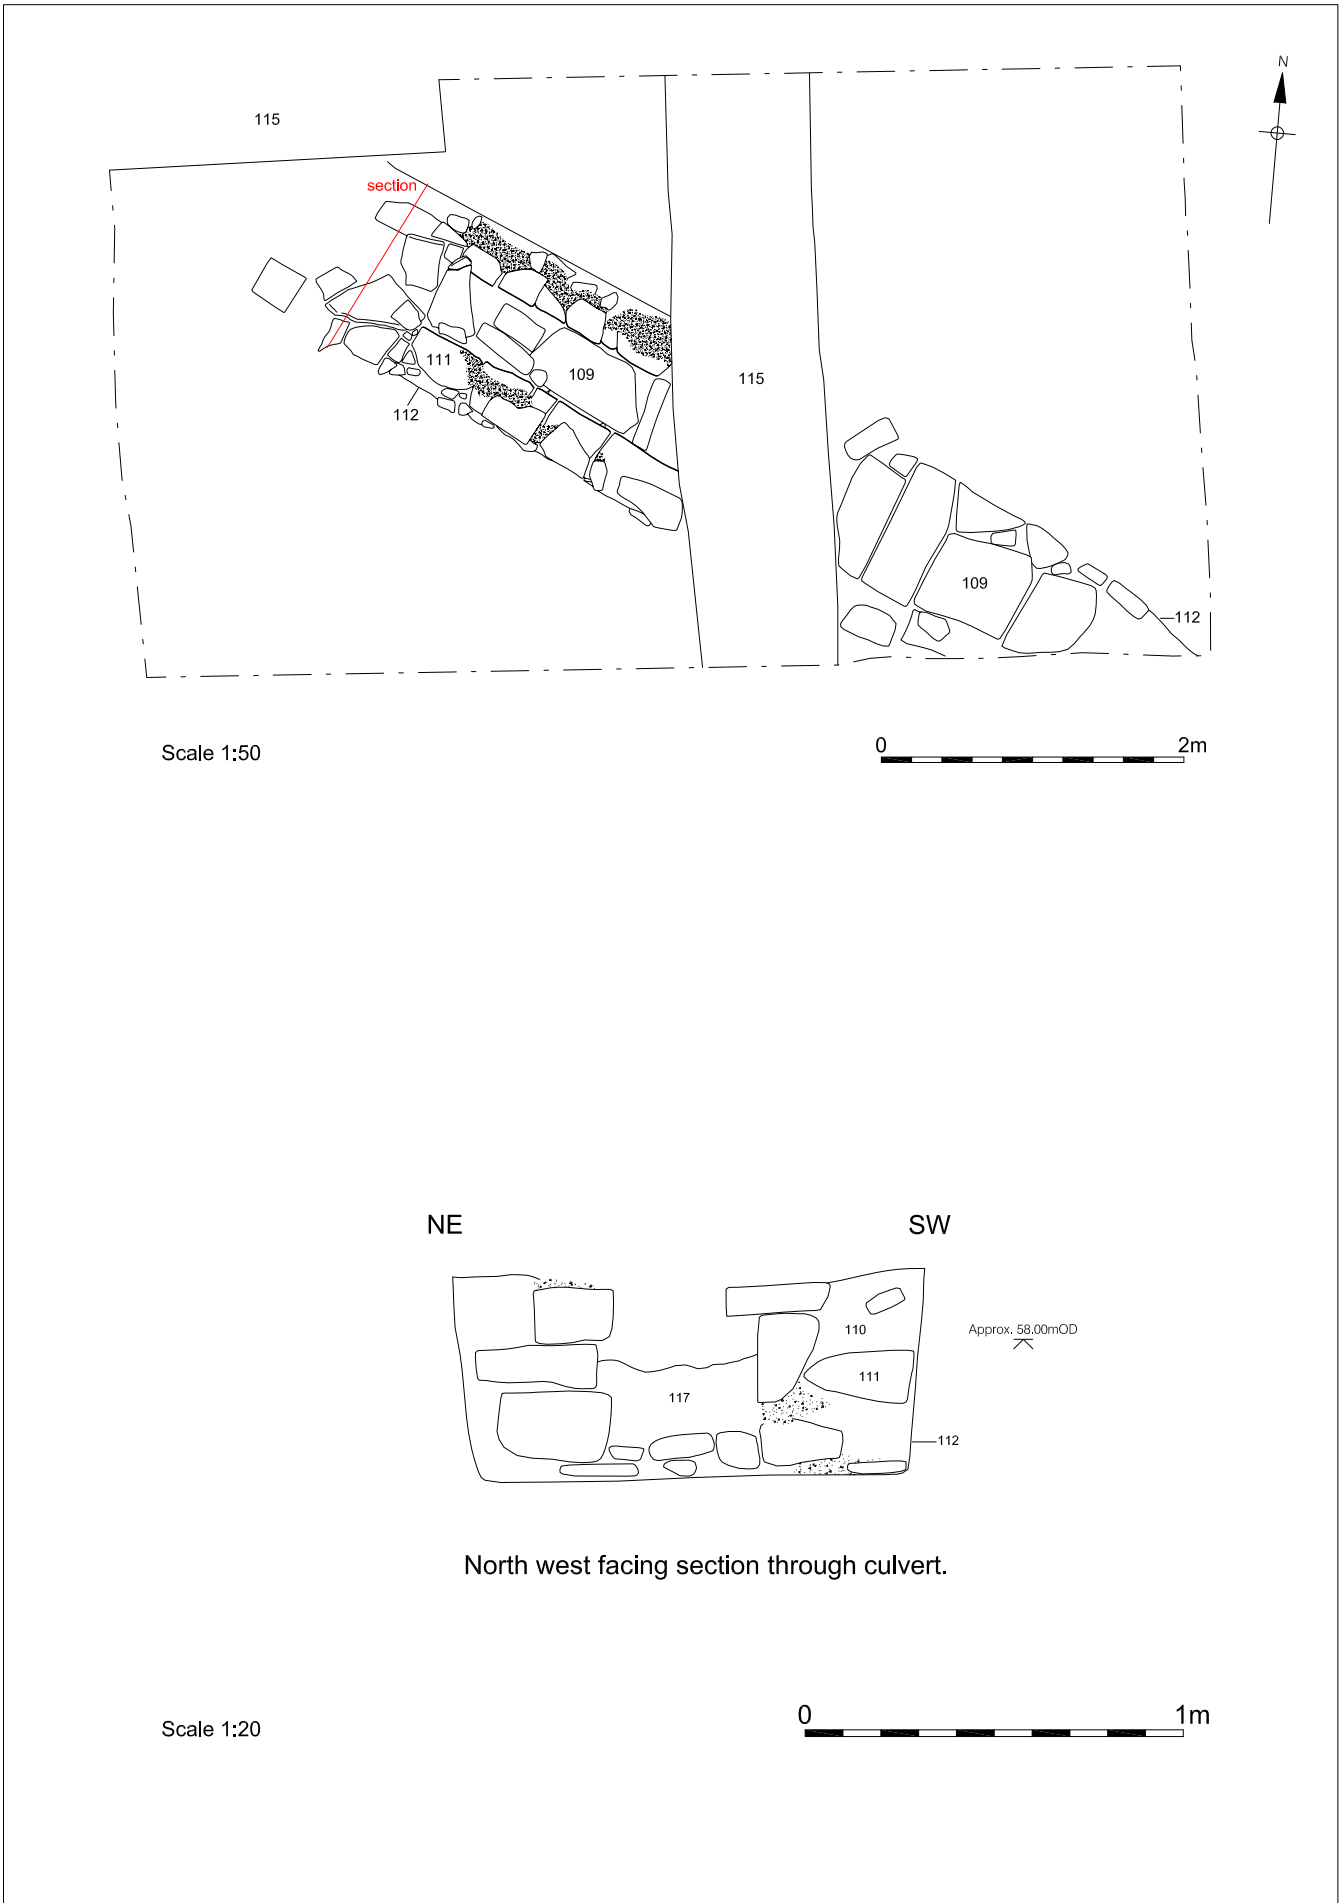 N
115
section
111
109
115
112
109
112
Scale 1:50
0 2m
NE SW
110
Approx. 58.00mOD
111
117
112
North west facing section through culvert.
Scale 1:20
0 1m